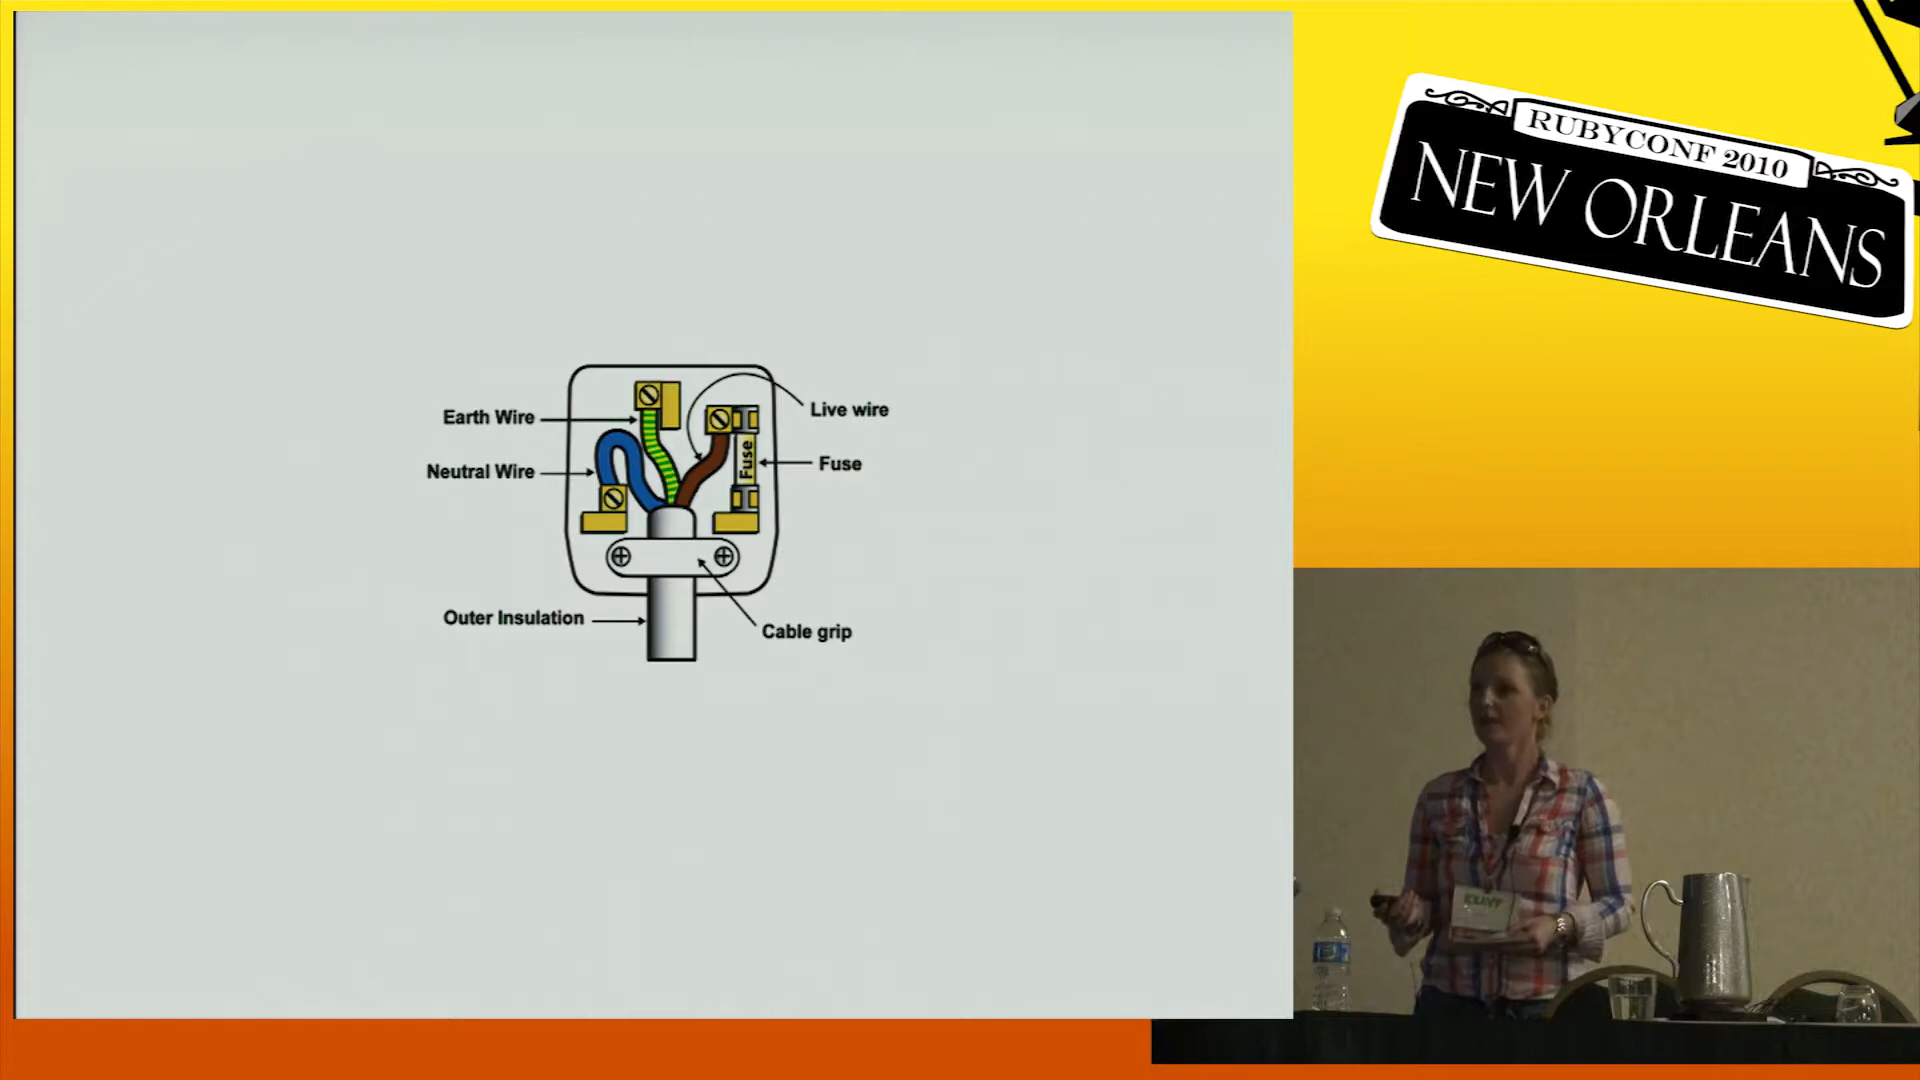 Earth Wire
Live wire
Neutral Wire
Fuse
Fuse
Outer Insulation
Cable grip
RUBYCONF 2010
NEW ORLEANS